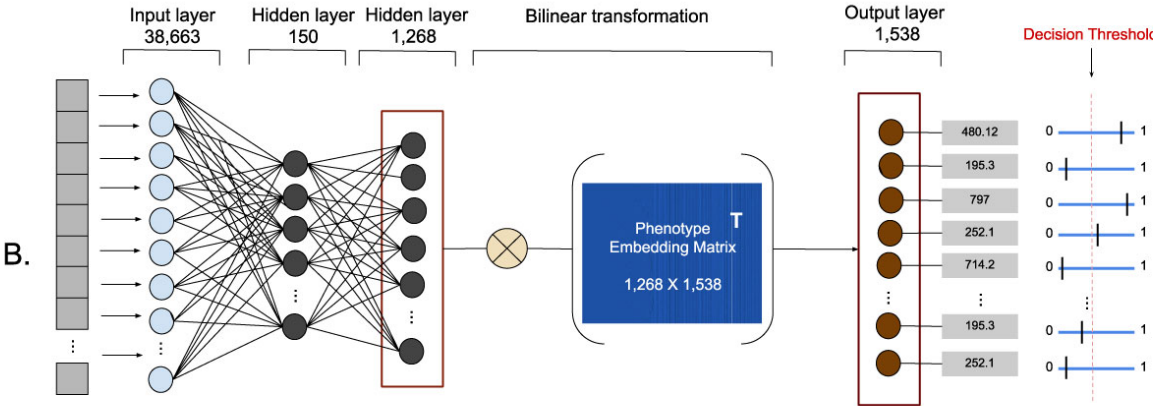 Input layer
38,663
Hidden layer
150
Hidden layer
1,268
Bilinear transformation
Output layer
1,538
Decision Threshold
B.
Phenotype T
Embedding Matrix
1,268 X 1,538
480.12
0 1
195.3
0 1
797
0 1
252.1
0 1
714.2
0 1
...
...
195.3
0 1
252.1
0 1